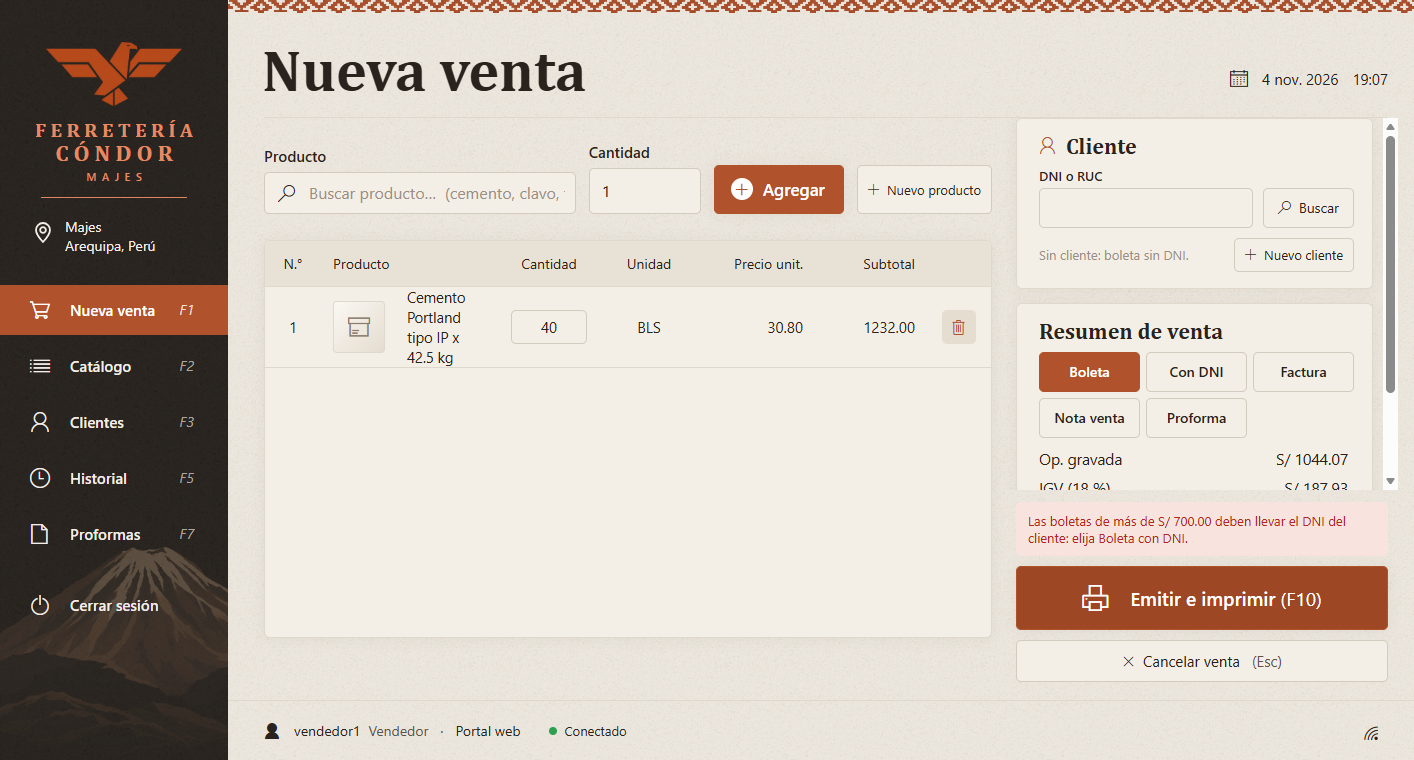 FERRETERÍA
CÓNDOR
MAJES
Majes
Arequipa, Perú
Nueva venta F1
Catálogo F2
Clientes F3
Historial F5
Proformas F7
Cerrar sesión
Nueva venta
4 nov. 2026 19:07
Producto
Cantidad
Buscar producto... (cemento, clavo,
1
Agregar
Nuevo producto
N.° Producto Cantidad Unidad Precio unit. Subtotal
1 Cemento Portland tipo IP x 42.5 kg 40 BLS 30.80 1232.00
Cliente
DNI o RUC
Buscar
Sin cliente: boleta sin DNI.
Nuevo cliente
Resumen de venta
Boleta Con DNI Factura
Nota venta Proforma
Op. gravada S/ 1044.07
IGV (18 %) S/ 187.93
Las boletas de más de S/ 700.00 deben llevar el DNI del
cliente: elija Boleta con DNI.
Emitir e imprimir (F10)
Cancelar venta (Esc)
vendedor1 Vendedor · Portal web Conectado